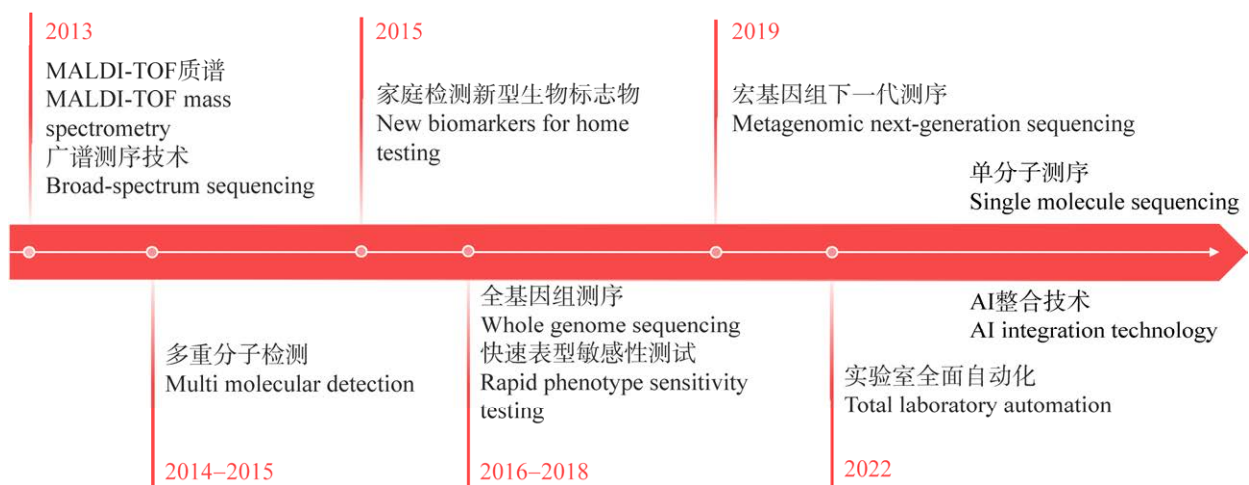 2013
MALDI-TOF质谱
MALDI-TOF mass
spectrometry
广谱测序技术
Broad-spectrum sequencing
2015
家庭检测新型生物标志物
New biomarkers for home
testing
2019
宏基因组下一代测序
Metagenomic next-generation sequencing
单分子测序
Single molecule sequencing
多重分子检测
Multi molecular detection
2014–2015
全基因组测序
Whole genome sequencing
快速表型敏感性测试
Rapid phenotype sensitivity
testing
2016–2018
AI整合技术
AI integration technology
实验室全面自动化
Total laboratory automation
2022